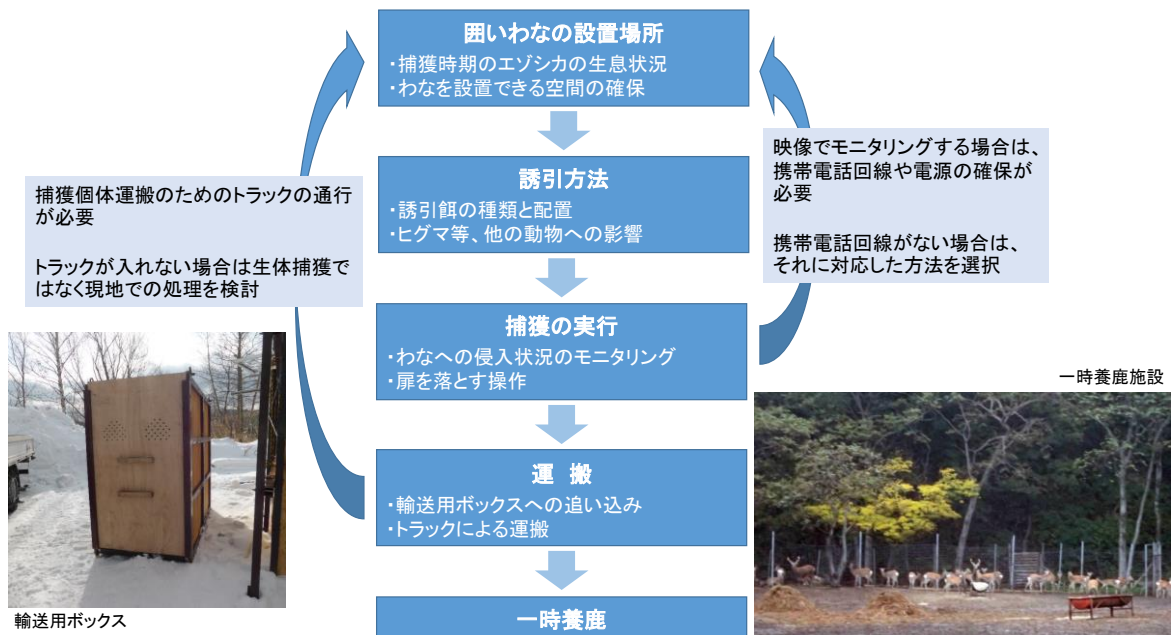 囲いわなの設置場所
・捕獲時期のエゾシカの生息状況
・わなを設置できる空間の確保
誘引方法
・誘引餌の種類と配置
・ヒグマ等、他の動物への影響
捕獲の実行
・わなへの侵入状況のモニタリング
・扉を落とす操作
運 搬
・輸送用ボックスへの追い込み
・トラックによる運搬
一時養鹿
捕獲個体運搬のためのトラックの通行
が必要
トラックが入れない場合は生体捕獲で
はなく現地での処理を検討
映像でモニタリングする場合は、
携帯電話回線や電源の確保が
必要
携帯電話回線がない場合は、
それに対応した方法を選択
輸送用ボックス
一時養鹿施設